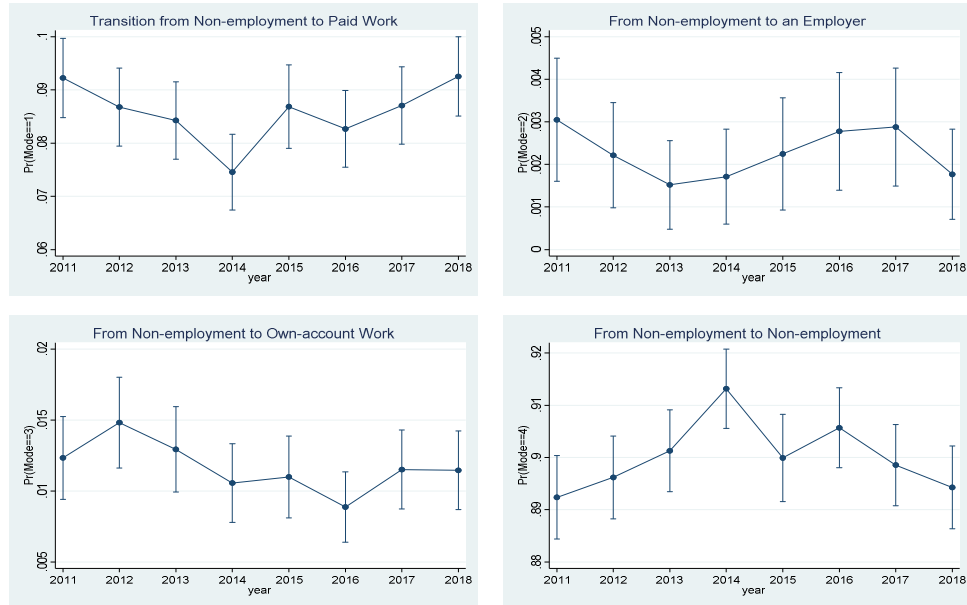 Transition from Non-employment to Paid Work
Pr(Mode==1)
.1
.09
.08
.07
.06
2011 2012 2013 2014 2015 2016 2017 2018
year
From Non-employment to an Employer
Pr(Mode==2)
.005
.004
.003
.002
.001
0
2011 2012 2013 2014 2015 2016 2017 2018
year
From Non-employment to Own-account Work
Pr(Mode==3)
.02
.015
.01
.005
2011 2012 2013 2014 2015 2016 2017 2018
year
From Non-employment to Non-employment
Pr(Mode==4)
.92
.91
.9
.89
.88
2011 2012 2013 2014 2015 2016 2017 2018
year